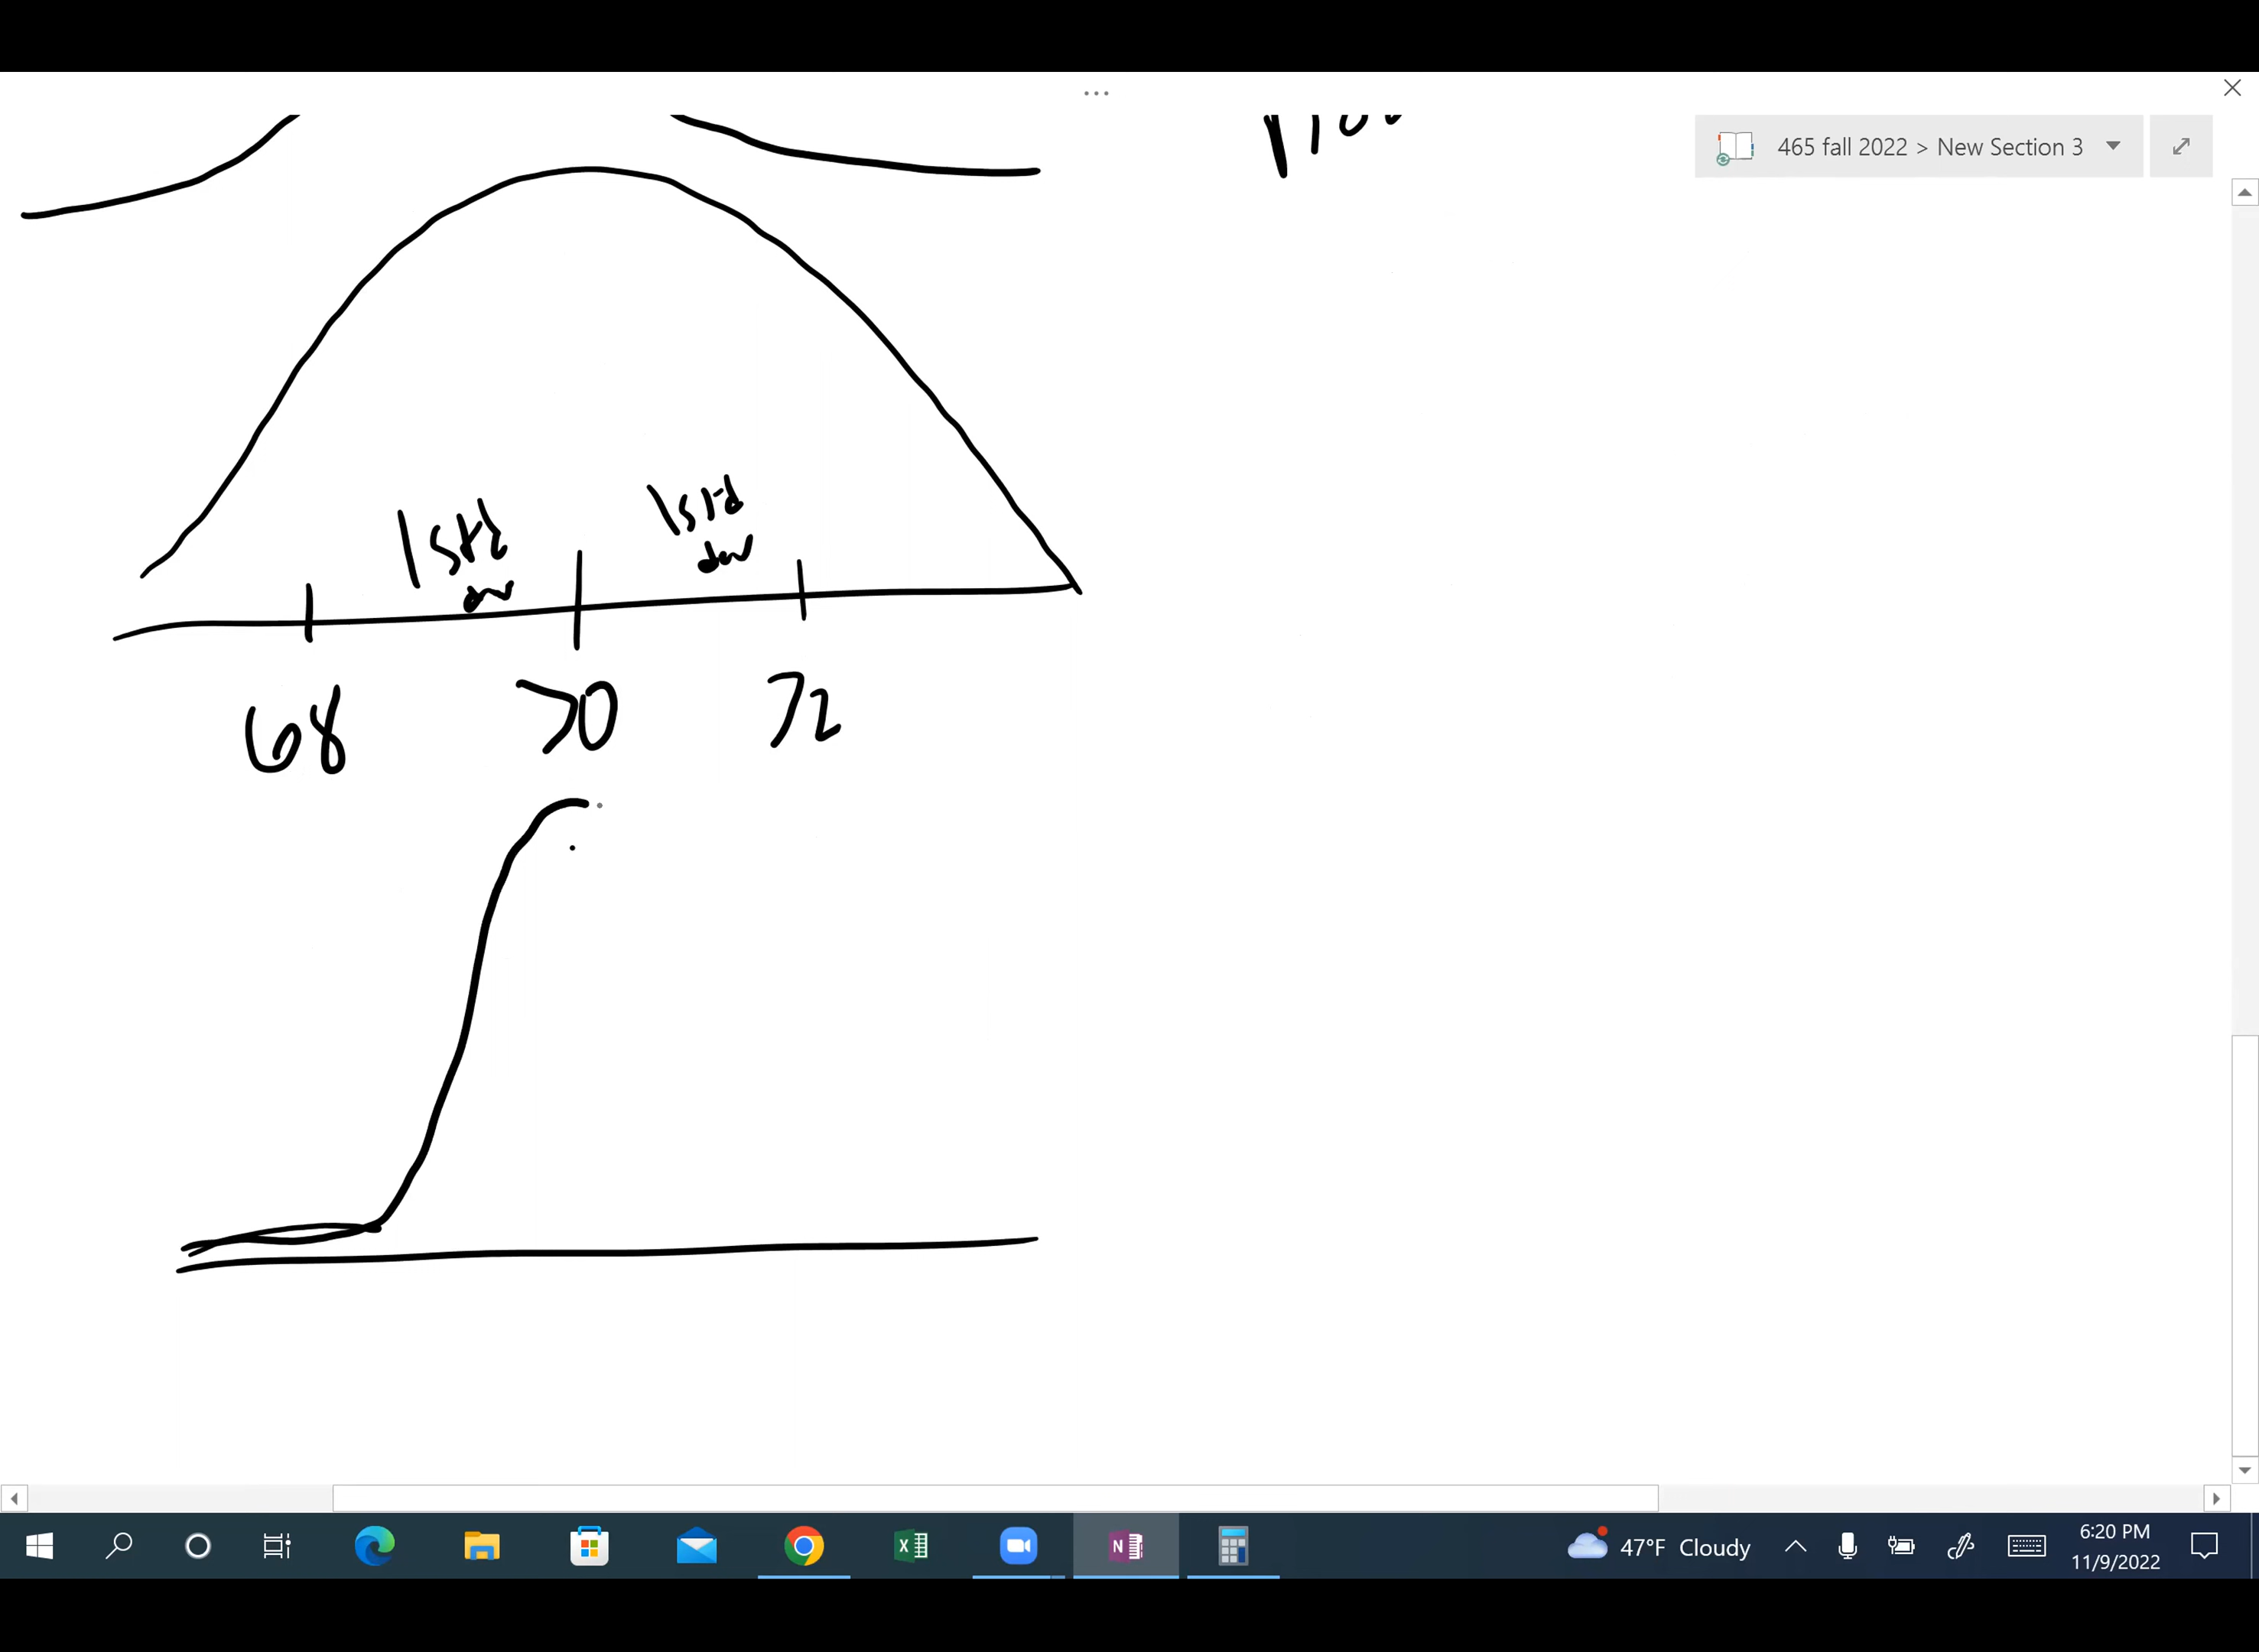 465 fall 2022 > New Section 3
1 std 1 std
dev dev
68 70 72
47°F Cloudy
6:20 PM
11/9/2022